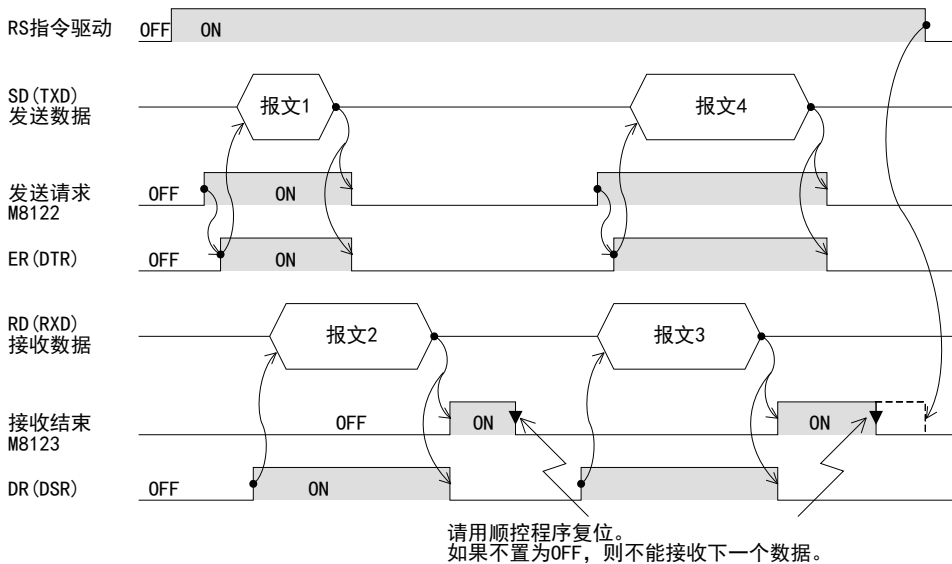 RS指令驱动 OFF ON
SD(TXD)
发送数据
报文1 报文4
发送请求
M8122
OFF ON
ER(DTR) OFF ON
RD(RXD)
接收数据
报文2 报文3
接收结束
M8123
OFF ON ON
DR(DSR) OFF ON
请用顺控程序复位。
如果不置为OFF，则不能接收下一个数据。